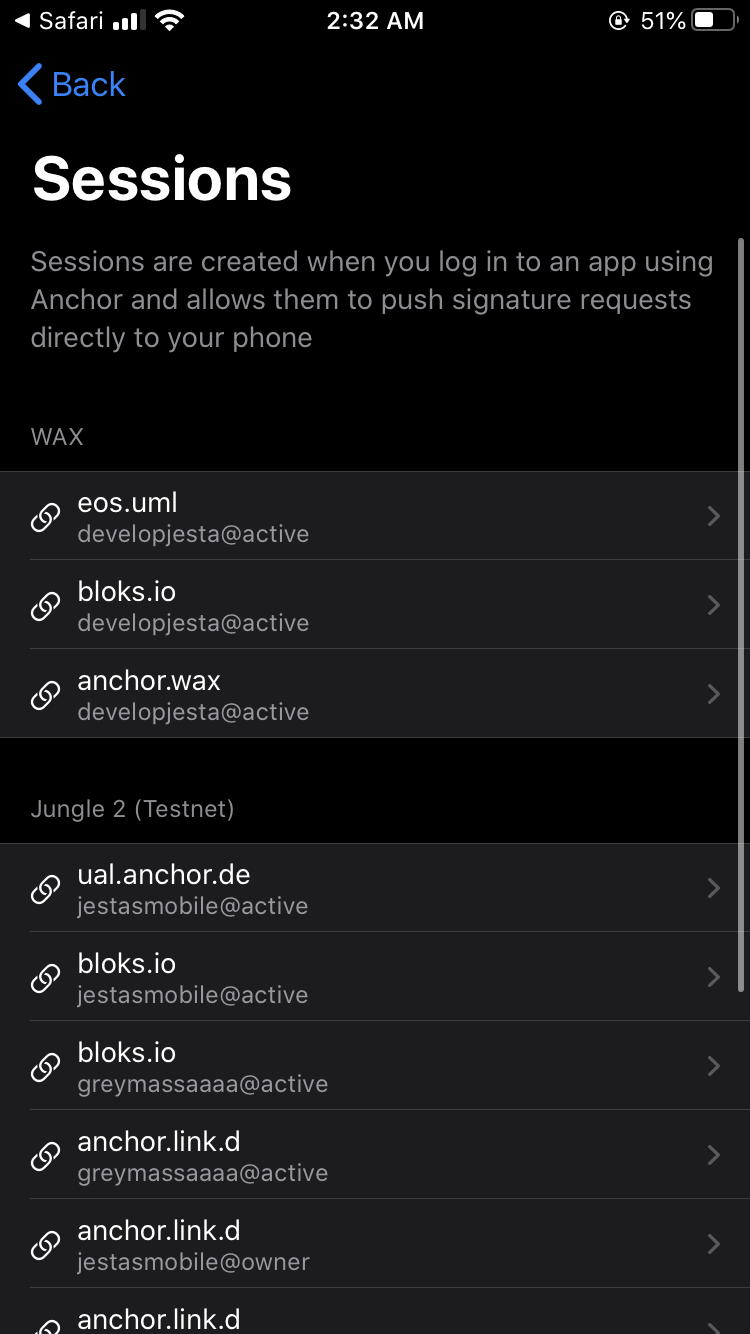 Safari 2:32 AM 51%
Back
Sessions
Sessions are created when you log in to an app using
Anchor and allows them to push signature requests
directly to your phone
WAX
eos.uml
developjesta@active
bloks.io
developjesta@active
anchor.wax
developjesta@active
Jungle 2 (Testnet)
ual.anchor.de
jestasmobile@active
bloks.io
jestasmobile@active
bloks.io
greymassaaaa@active
anchor.link.d
greymassaaaa@active
anchor.link.d
jestasmobile@owner
anchor.link.d